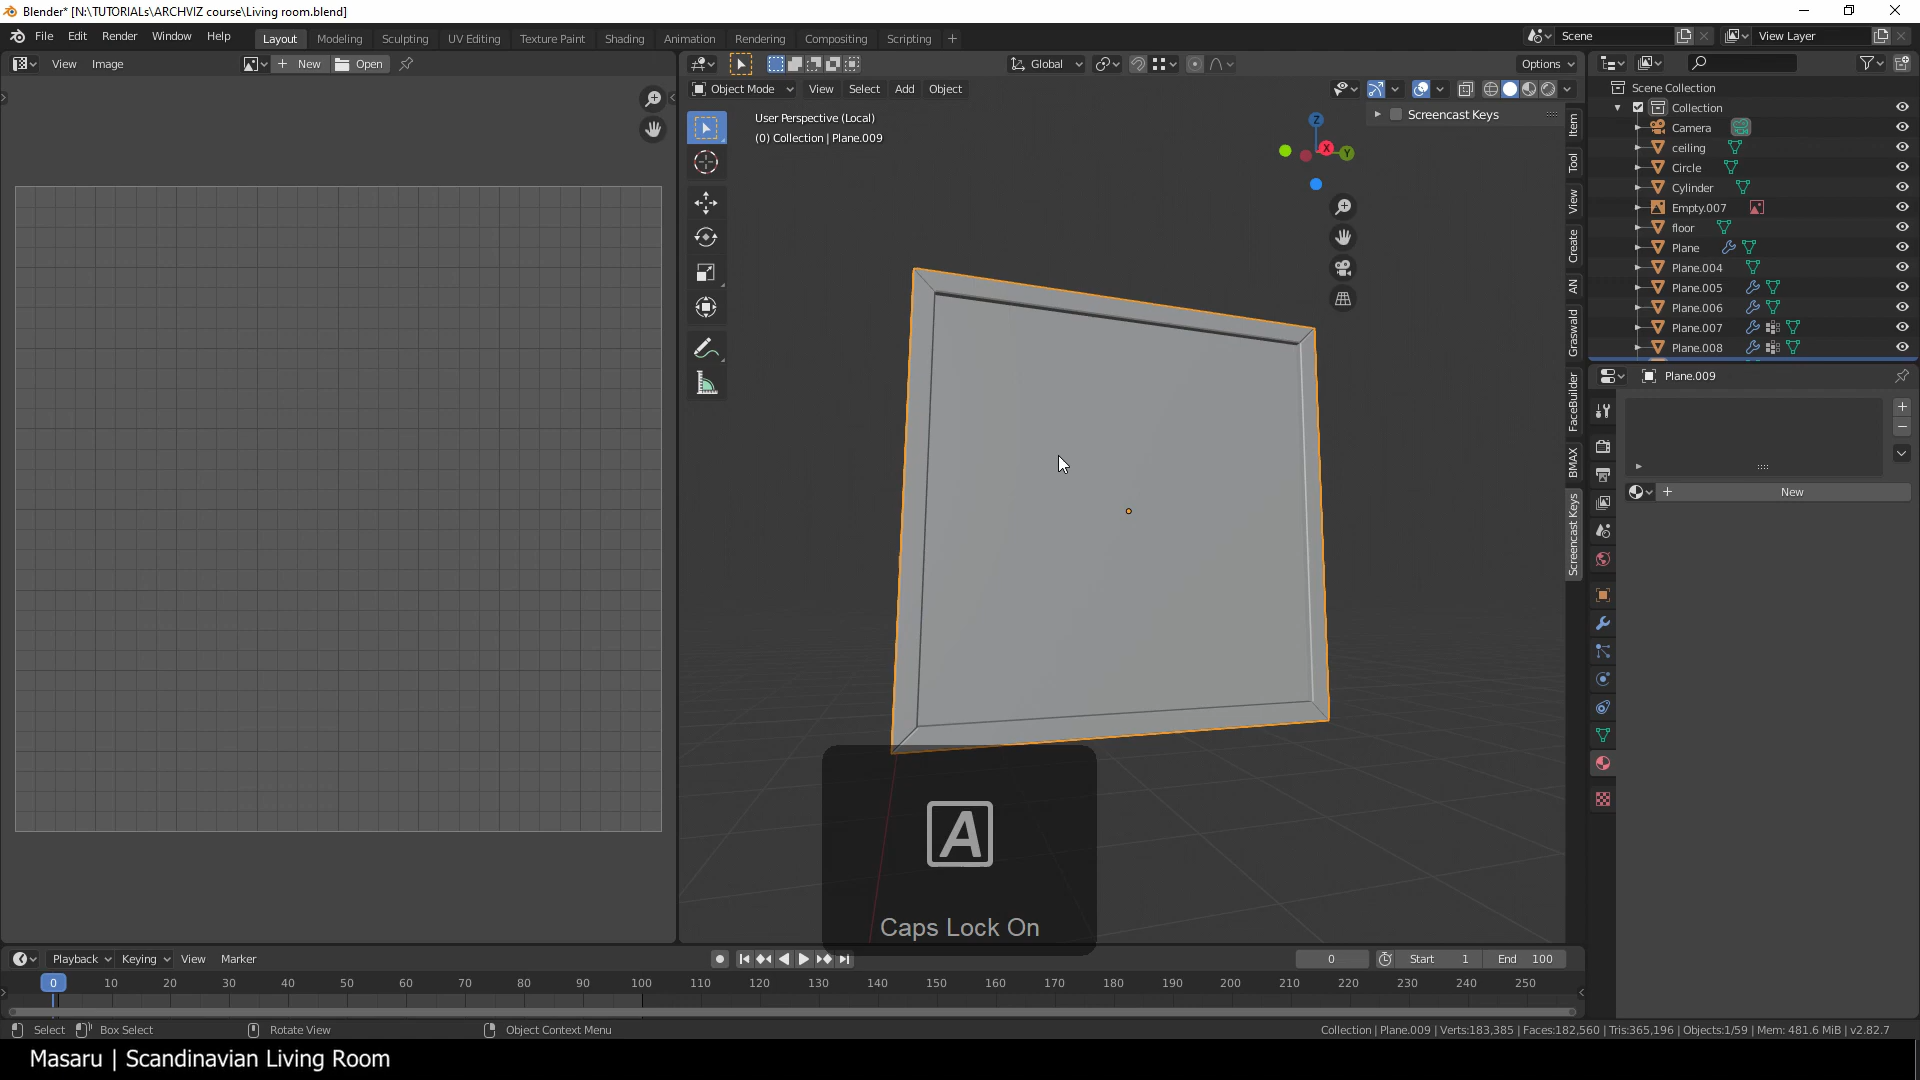 Blender* [N:\TUTORIALs\ARCHVIZ course\Living room.blend]
File Edit Render Window Help Layout Modeling Sculpting UV Editing Texture Paint Shading Animation Rendering Compositing Scripting Scene View Layer
View Image New Open Global Options
Object Mode View Select Add Object
User Perspective (Local)
(0) Collection | Plane.009
Screencast Keys
Z
X
Y
Item
Tool
View
Create
AN
Graswald
FaceBuilder
BMAX
Screencast Keys
Scene Collection
Collection
Camera
ceiling
Circle
Cylinder
Empty.007
floor
Plane
Plane.004
Plane.005
Plane.006
Plane.007
Plane.008
Plane.009
New
A
Caps Lock On
Playback Keying View Marker 0 Start 1 End 100
0 10 20 30 40 50 60 70 80 90 100 110 120 130 140 150 160 170 180 190 200 210 220 230 240 250
Select Box Select Rotate View Object Context Menu Collection | Plane.009 | Verts:183,385 | Faces:182,560 | Tris:365,196 | Objects:1/59 | Mem: 481.6 MiB | v2.82.7
Masaru | Scandinavian Living Room